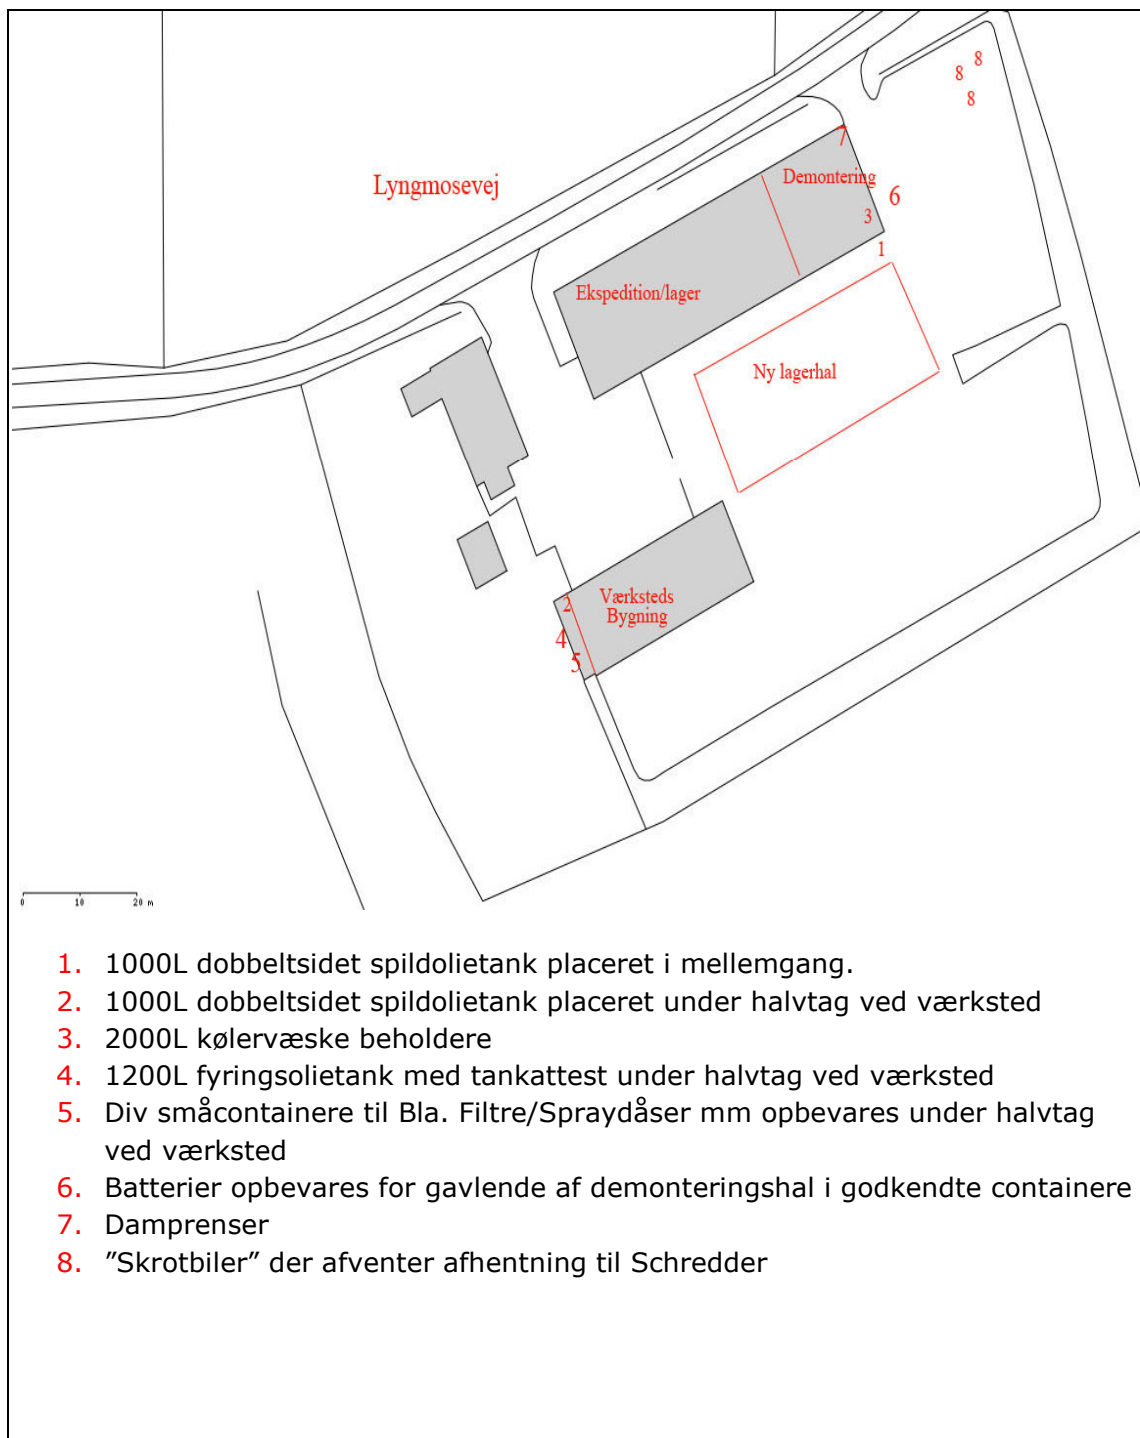 8
8
8
7
Lyngmosevej
Demontering
6
3
1
Ekspedition/lager
Ny lagerhal
2
Værksteds
Bygning
4
5
0 10 20 m
1. 1000L dobbeltsidet spildolietank placeret i mellemgang.
2. 1000L dobbeltsidet spildolietank placeret under halvtag ved værksted
3. 2000L kølervæske beholdere
4. 1200L fyringsolietank med tankattest under halvtag ved værksted
5. Div småcontainere til Bla. Filtre/Spraydåser mm opbevares under halvtag
ved værksted
6. Batterier opbevares for gavlende af demonteringshal i godkendte containere
7. Damprenser
8. ”Skrotbiler” der afventer afhentning til Schredder